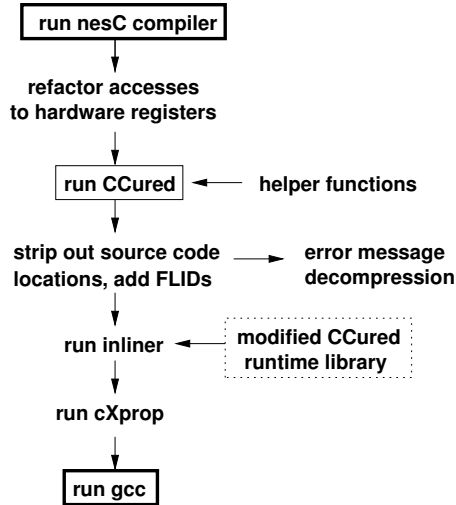 run nesC compiler
refactor accesses
to hardware registers
run CCured
helper functions
strip out source code
locations, add FLIDs
error message
decompression
run inliner
modified CCured
runtime library
run cXprop
run gcc